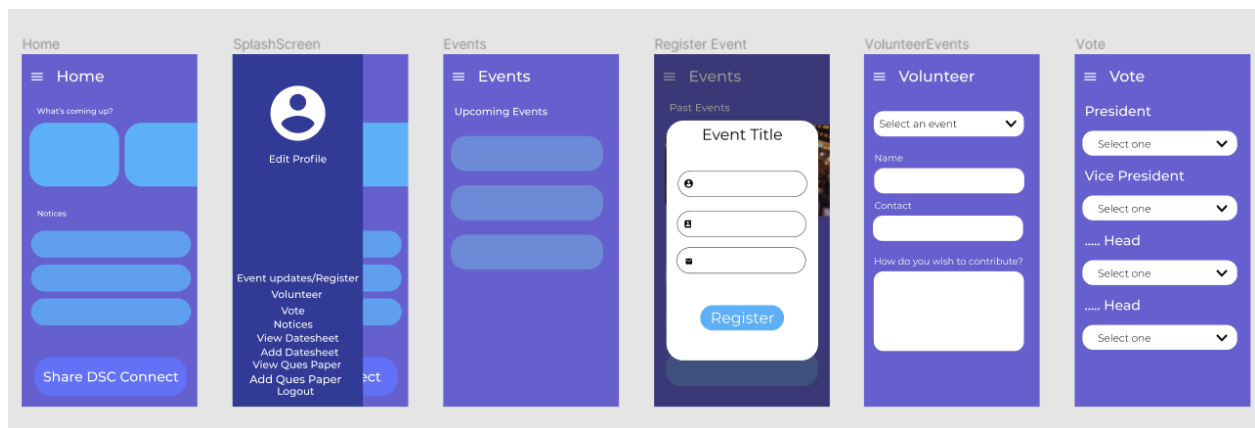 Home
Home
What's coming up?
Notices
Share DSC Connect
SplashScreen
Edit Profile
Event updates/Register
Volunteer
Vote
Notices
View Datesheet
Add Datesheet
View Ques Paper
Add Ques Paper
Logout
ect
Events
Events
Upcoming Events
Register Event
Events
Past Events
Event Title
Register
VolunteerEvents
Volunteer
Select an event
Name
Contact
How do you wish to contribute?
Vote
Vote
President
Select one
Vice President
Select one
..... Head
Select one
..... Head
Select one